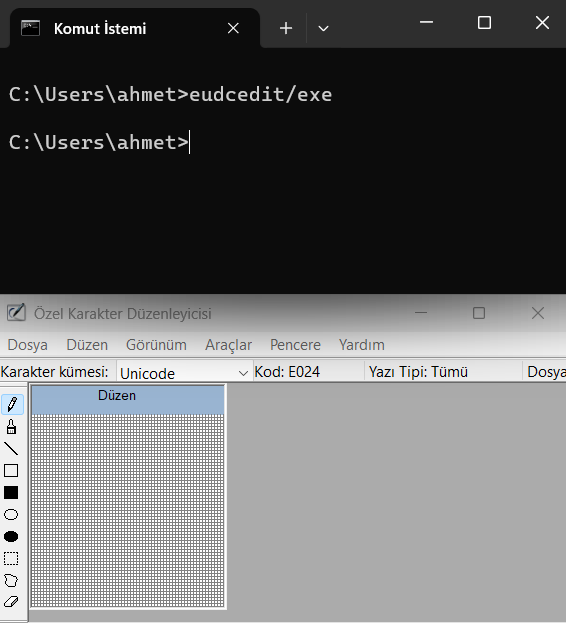 Komut İstemi
C:\Users\ahmet>eudcedit/exe
C:\Users\ahmet>
Özel Karakter Düzenleyicisi
Dosya Düzen Görünüm Araçlar Pencere Yardım
Karakter kümesi: Unicode Kod: E024 Yazı Tipi: Tümü Dosya
Düzen